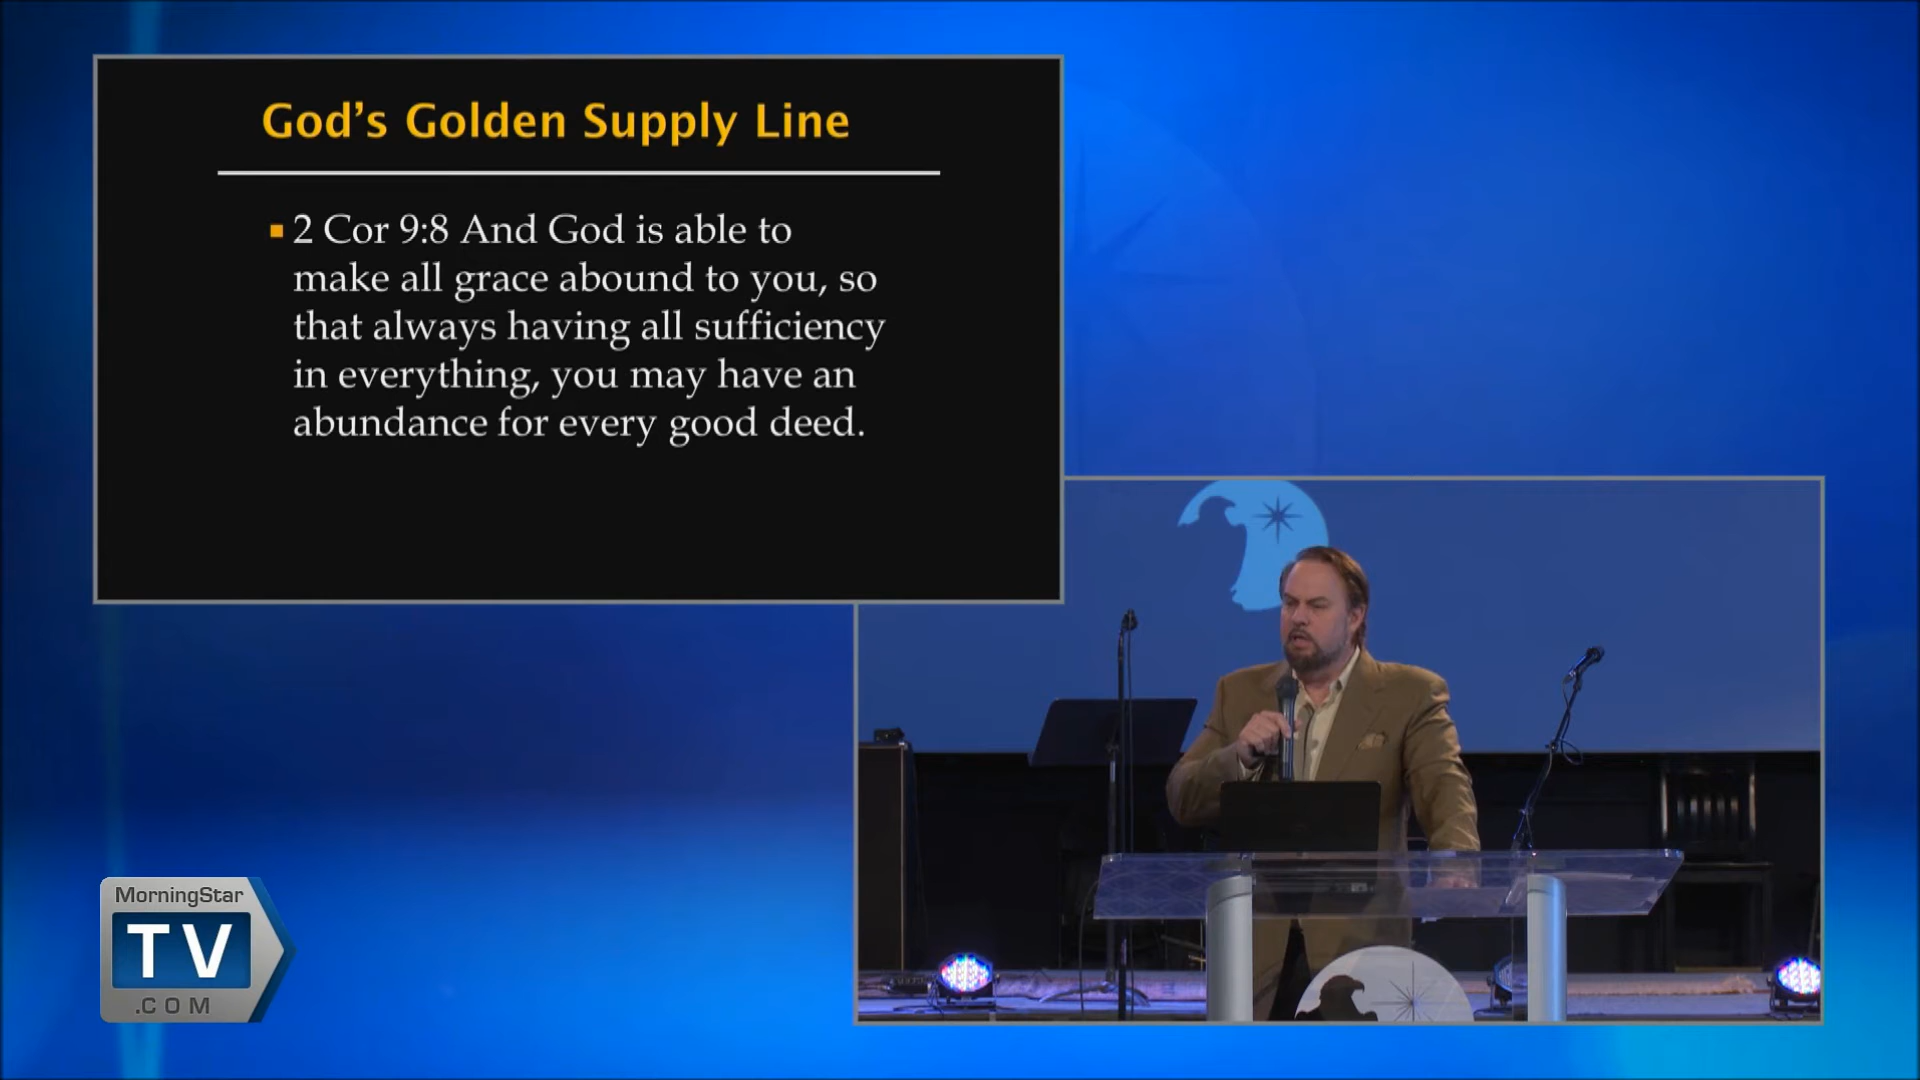 God's Golden Supply Line
2 Cor 9:8 And God is able to
make all grace abound to you, so
that always having all sufficiency
in everything, you may have an
abundance for every good deed.
MorningStar
TV
.COM